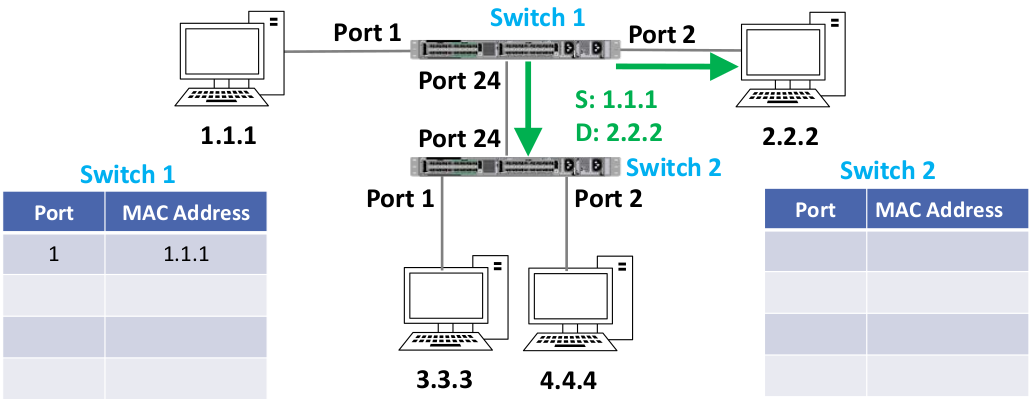 Switch 1
Port 1
Port 2
Port 24
S: 1.1.1
D: 2.2.2
1.1.1
2.2.2
Port 24
Switch 2
Port 1
Port 2
Switch 1
Port MAC Address
1 1.1.1
Switch 2
Port MAC Address
3.3.3
4.4.4